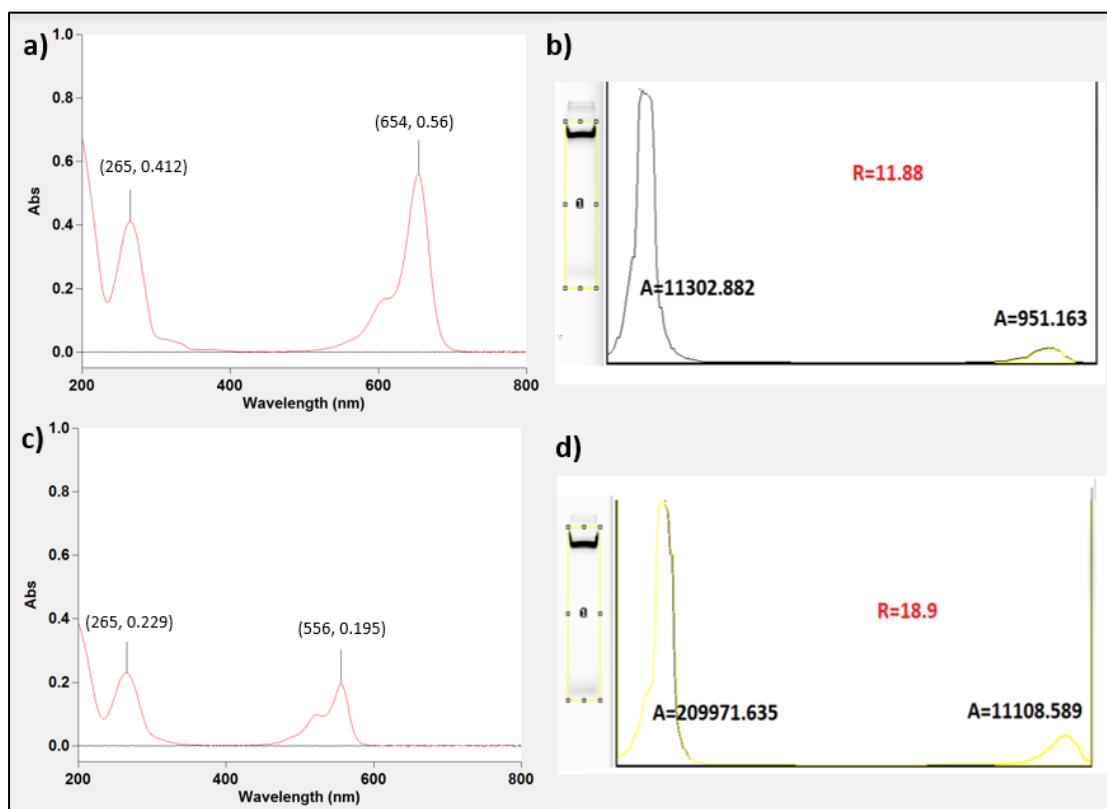 a)
1.0
0.8
0.6
0.4
0.2
0.0
Abs
(265, 0.412)
(654, 0.56)
200
400
600
800
Wavelength (nm)
b)
R=11.88
A=11302.882
A=951.163
c)
1.0
0.8
0.6
0.4
0.2
0.0
Abs
(265, 0.229)
(556, 0.195)
200
400
600
800
Wavelength (nm)
d)
R=18.9
A=209971.635
A=11108.589